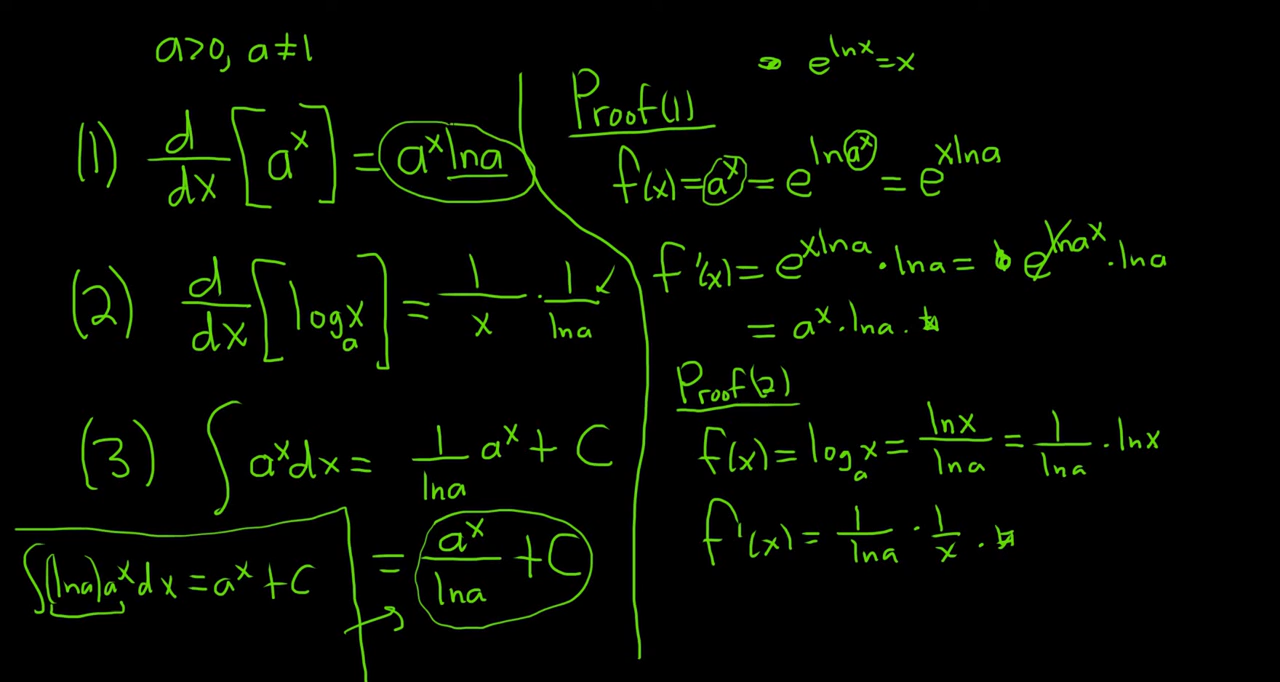 a>0, a≠1
(1) d/dx [a^x] = a^x ln a
(2) d/dx [log_a x] = 1/x · 1/ln a
(3) ∫ a^x dx = 1/ln a a^x + C
= a^x/ln a + C
∫(ln a) a^x dx = a^x + C
e^{ln x} = x
Proof (1)
f(x) = a^x = e^{ln a^x} = e^{x ln a}
f'(x) = e^{x ln a} · ln a = e^{ln a^x} · ln a
= a^x · ln a.
Proof (2)
f(x) = log_a x = ln x/ln a = 1/ln a · ln x
f'(x) = 1/ln a · 1/x.